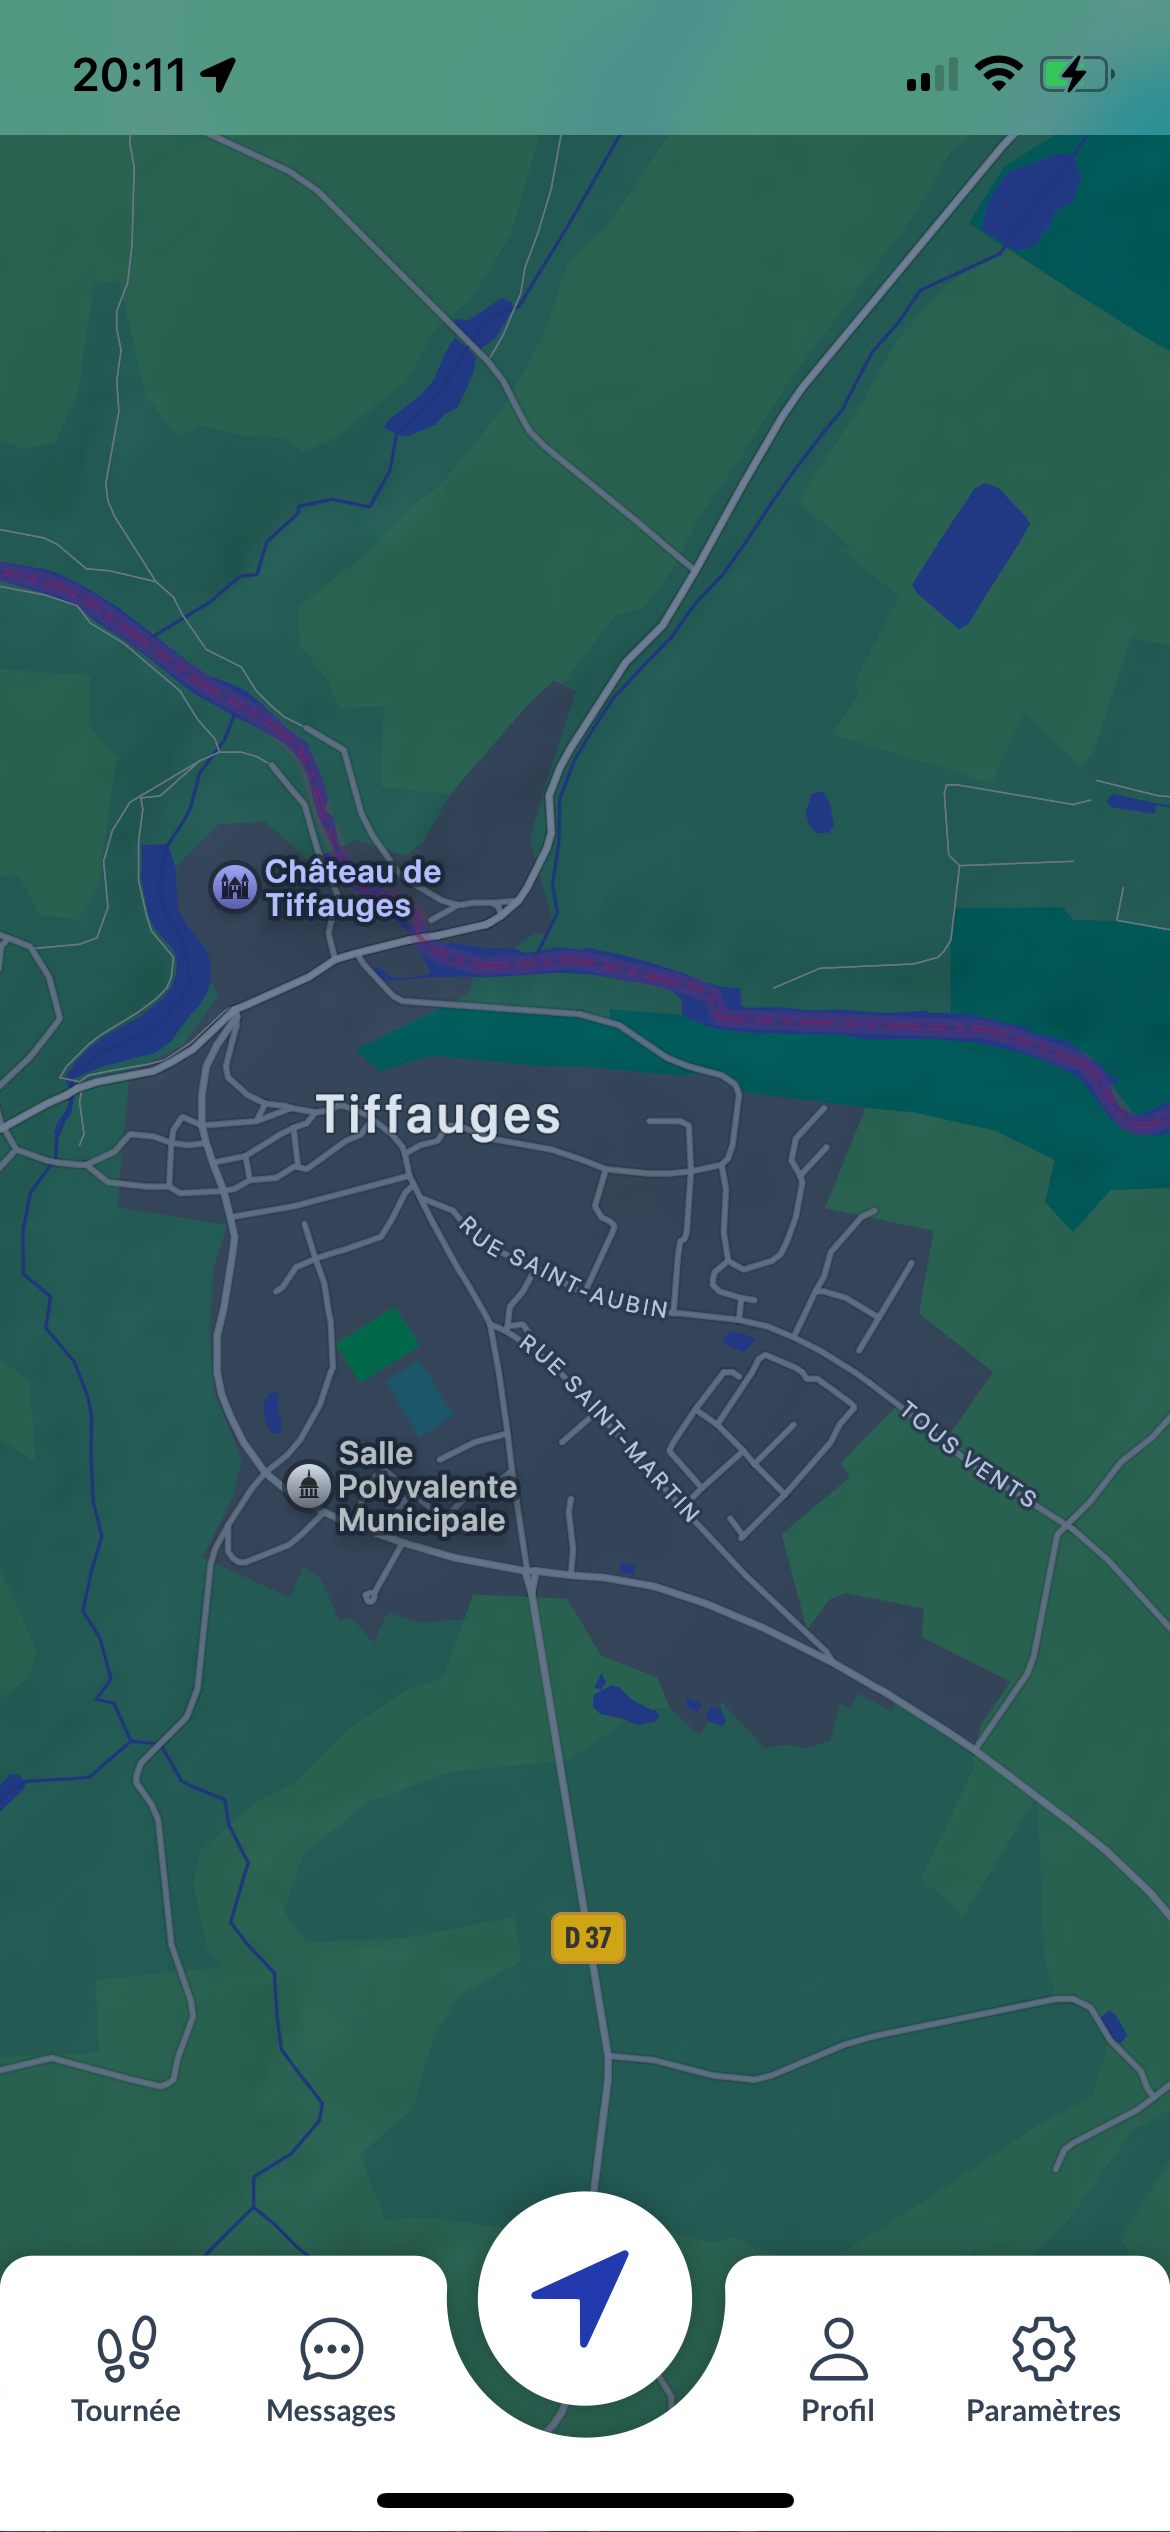 20:11
Château de
Tiffauges
Tiffauges
RUE SAINT-AUBIN
RUE SAINT-MARTIN
TOUS VENTS
Salle
Polyvalente
Municipale
D 37
Tournée
Messages
Profil
Paramètres